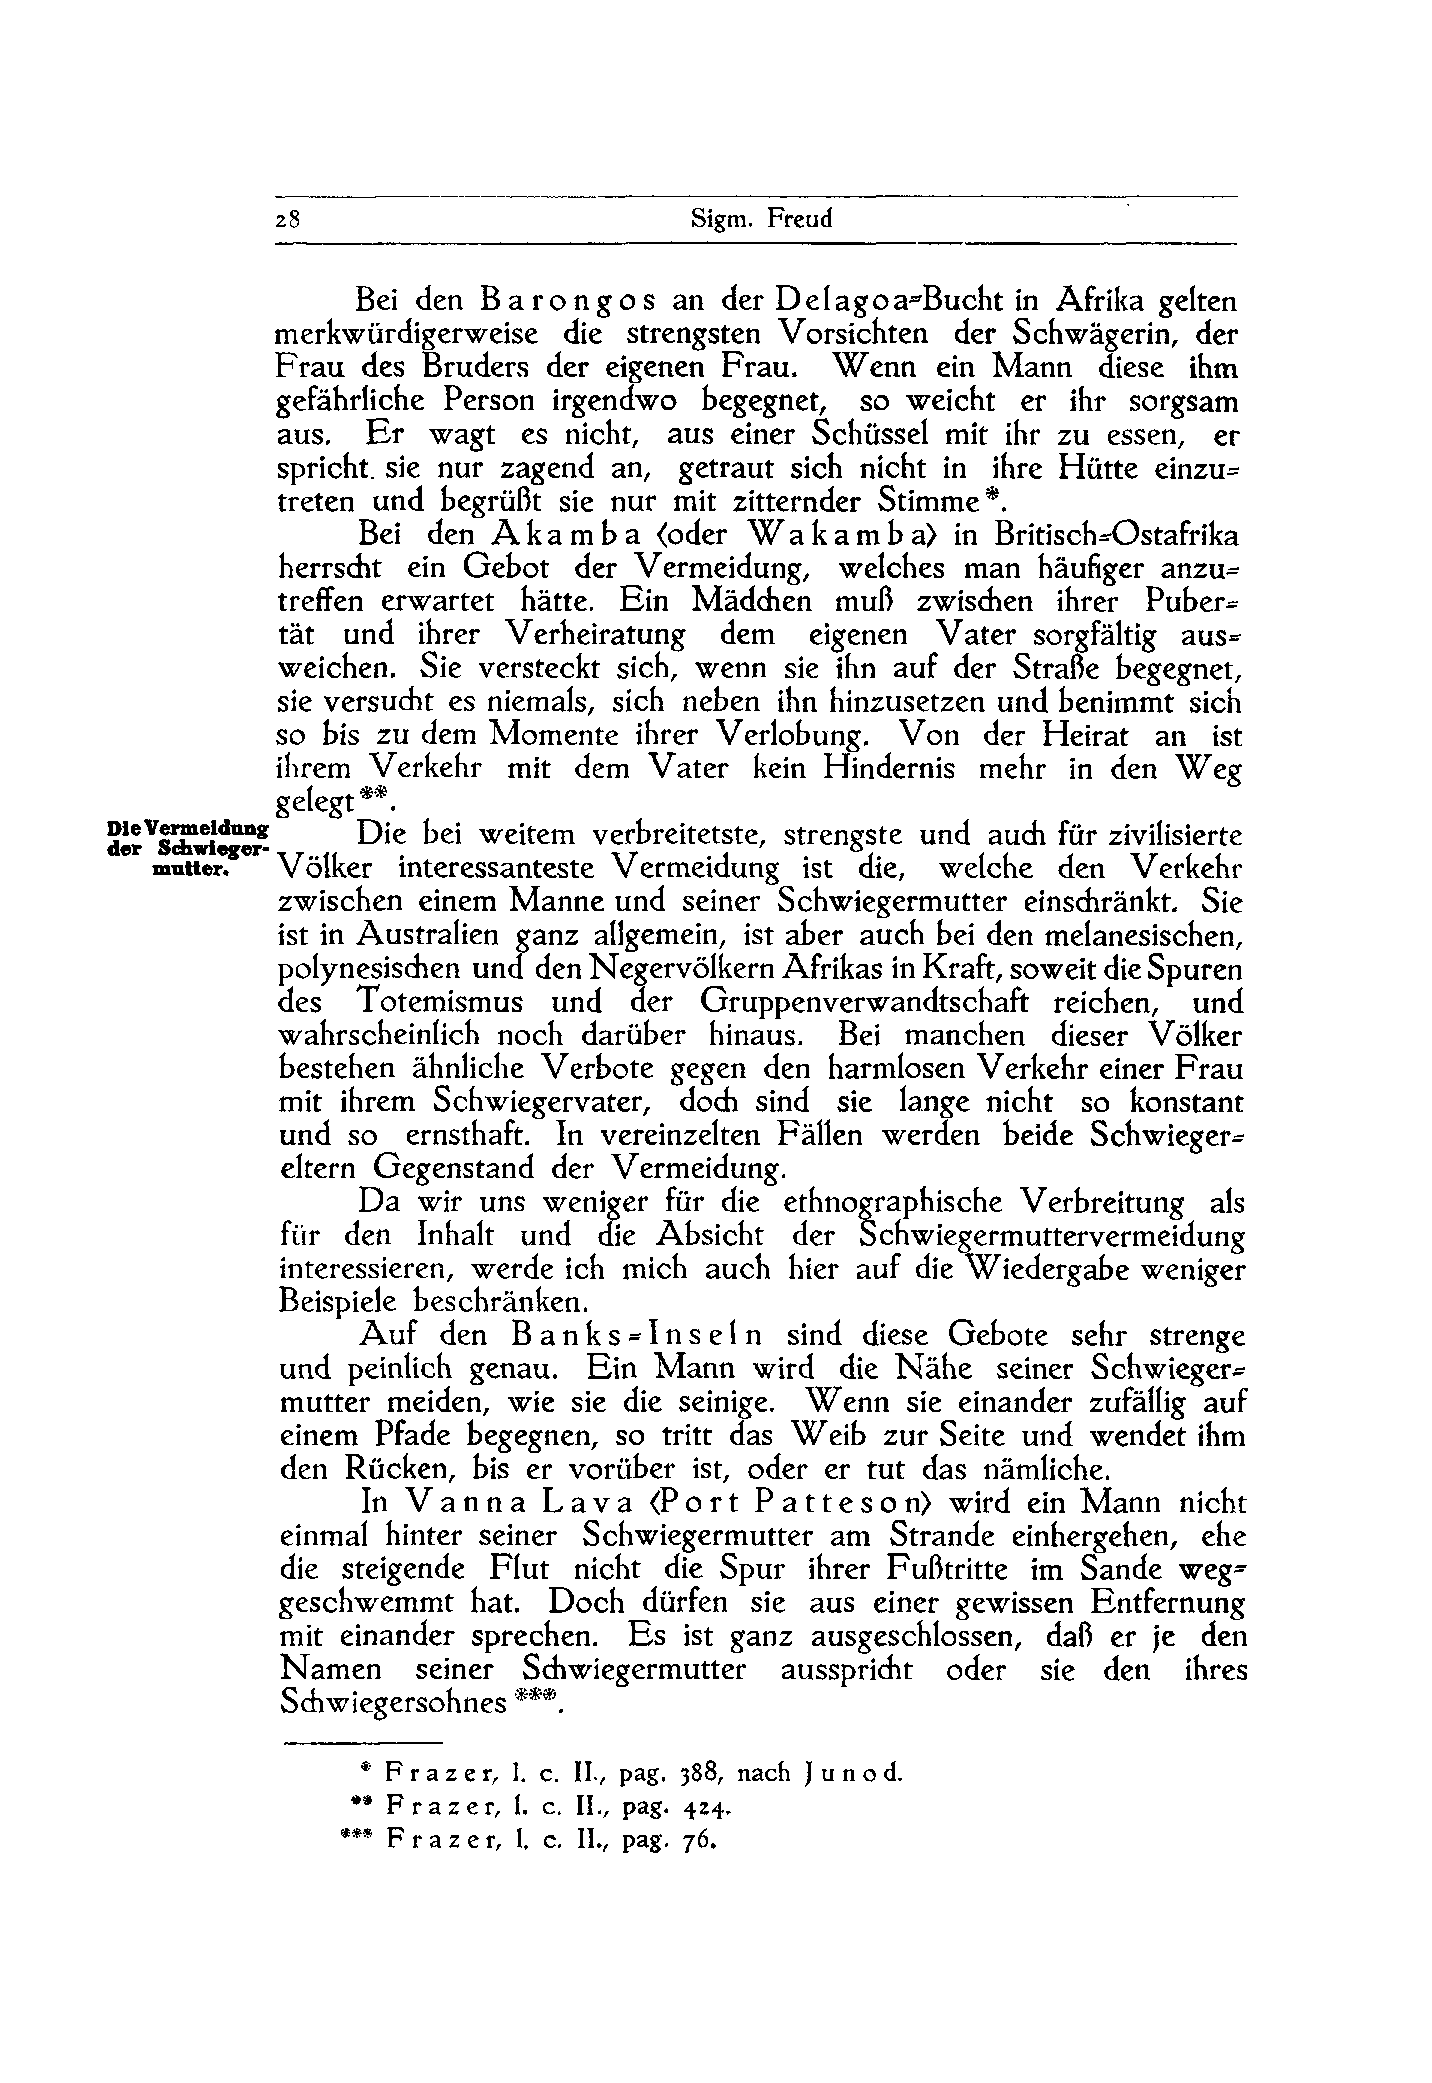 28 Sigm. Freud
Bei den Barongos an der Delagoa-Bucht in Afrika gelten
merkwürdigerweise die strengsten Vorsichten der Schwägerin, der
Frau des Bruders der eigenen Frau. Wenn ein Mann diese ihm
gefährliche Person irgendwo begegnet, so weicht er ihr sorgsam
aus. Er wagt es nicht, aus einer Schüssel mit ihr zu essen, er
spricht. sie nur zagend an, getraut sich nicht in ihre Hütte einzu-
treten und begrüßt sie nur mit zitternder Stimme*.
Bei den Akamba (oder Wakamba) in Britisch-Ostafrika
herrscht ein Gebot der Vermeidung, welches man häufiger anzu-
treffen erwartet hätte. Ein Mädchen muß zwischen ihrer Puber-
tät und ihrer Verheiratung dem eigenen Vater sorgfältig aus-
weichen. Sie versteckt sich, wenn sie ihn auf der Straße begegnet,
sie versucht es niemals, sich neben ihn hinzusetzen und benimmt sich
so bis zu dem Momente ihrer Verlobung. Von der Heirat an ist
ihrem Verkehr mit dem Vater kein Hindernis mehr in den Weg
gelegt**.
Die Vermeidung
der Schwieger-
mutter.
Die bei weitem verbreitetste, strengste und auch für zivilisierte
Völker interessanteste Vermeidung ist die, welche den Verkehr
zwischen einem Manne und seiner Schwiegermutter einschränkt. Sie
ist in Australien ganz allgemein, ist aber auch bei den melanesischen,
polynesischen und den Negervölkern Afrikas in Kraft, soweit die Spuren
des Totemismus und der Gruppenverwandtschaft reichen, und
wahrscheinlich noch darüber hinaus. Bei manchen dieser Völker
bestehen ähnliche Verbote gegen den harmlosen Verkehr einer Frau
mit ihrem Schwiegervater, doch sind sie lange nicht so konstant
und so ernsthaft. In vereinzelten Fällen werden beide Schwieger-
eltern Gegenstand der Vermeidung.
Da wir uns weniger für die ethnographische Verbreitung als
für den Inhalt und die Absicht der Schwiegermuttervermeidung
interessieren, werde ich mich auch hier auf die Wiedergabe weniger
Beispiele beschränken.
Auf den Banks-Inseln sind diese Gebote sehr strenge
und peinlich genau. Ein Mann wird die Nähe seiner Schwieger-
mutter meiden, wie sie die seinige. Wenn sie einander zufällig auf
einem Pfade begegnen, so tritt das Weib zur Seite und wendet ihm
den Rücken, bis er vorüber ist, oder er tut das nämliche.
In Vanna Lava (Port Patteson) wird ein Mann nicht
einmal hinter seiner Schwiegermutter am Strande einhergehen, ehe
die steigende Flut nicht die Spur ihrer Fußtritte im Sande weg-
geschwemmt hat. Doch dürfen sie aus einer gewissen Entfernung
mit einander sprechen. Es ist ganz ausgeschlossen, daß er je den
Namen seiner Schwiegermutter ausspricht oder sie den ihres
Schwiegersohnes***.
* Frazer, l. c. II., pag. 388, nach Junod.
** Frazer, l. c. II., pag. 424.
*** Frazer, l. c. II., pag. 76.